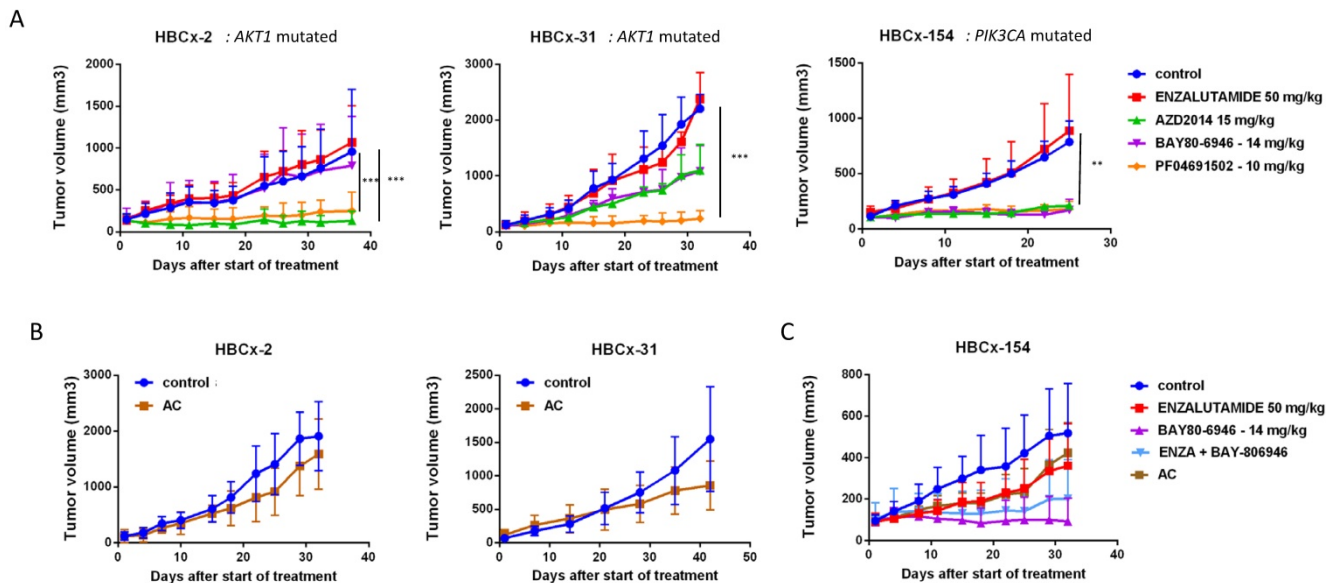 A
HBCx-2 : AKT1 mutated
Tumor volume (mm3)
2000
1500
1000
500
0
0 10 20 30 40
Days after start of treatment
*** ***
HBCx-31 : AKT1 mutated
Tumor volume (mm3)
3000
2000
1000
0
0 10 20 30 40
Days after start of treatment
***
HBCx-154 : PIK3CA mutated
Tumor volume (mm3)
1500
1000
500
0
0 10 20 30
Days after start of treatment
**
control
ENZALUTAMIDE 50 mg/kg
AZD2014 15 mg/kg
BAY80-6946 - 14 mg/kg
PF04691502 - 10 mg/kg
B
HBCx-2
Tumor volume (mm3)
3000
2000
1000
0
0 10 20 30 40
Days after start of treatment
control :
AC
HBCx-31
Tumor volume (mm3)
2500
2000
1500
1000
500
0
0 10 20 30 40 50
Days after start of treatment
control
AC
C
HBCx-154
Tumor volume (mm3)
800
600
400
200
0
0 10 20 30 40
Days after start of treatment
control
ENZALUTAMIDE 50 mg/kg
BAY80-6946 - 14 mg/kg
ENZA + BAY-806946
AC